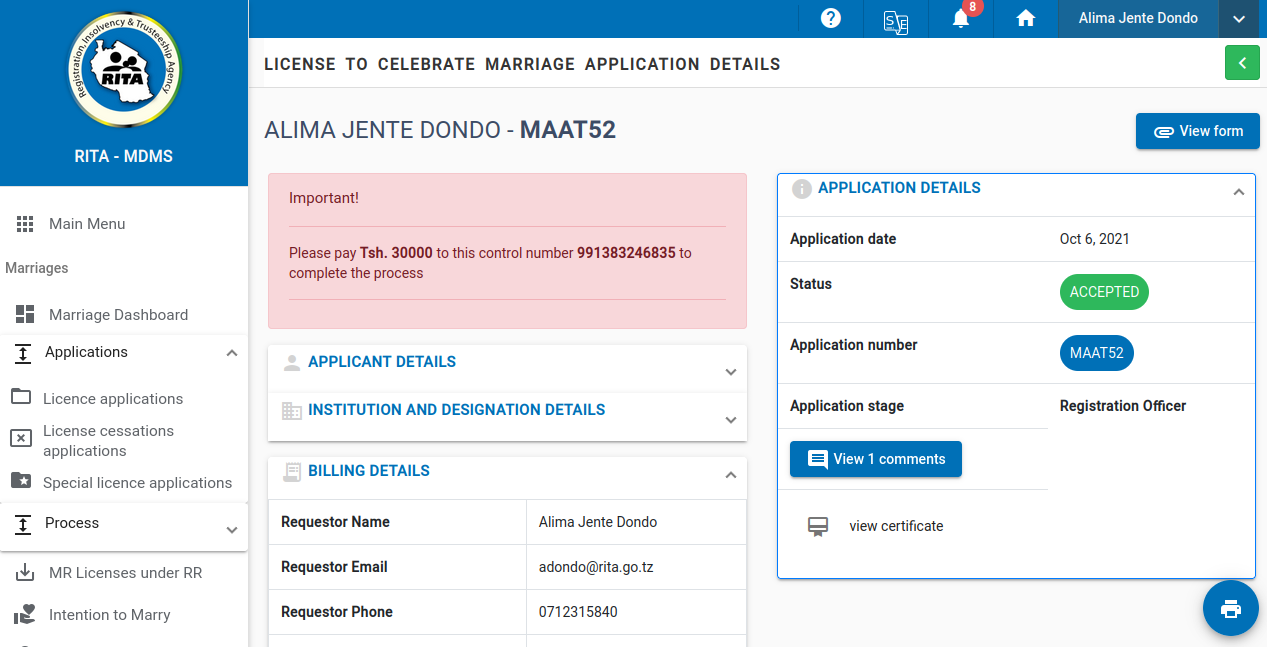 Registration, Insolvency & Trusteeship Agency
RITA
RITA - MDMS
Main Menu
Marriages
Marriage Dashboard
Applications
Licence applications
License cessations
applications
Special licence applications
Process
MR Licenses under RR
Intention to Marry
S E
8
Alima Jente Dondo
LICENSE TO CELEBRATE MARRIAGE APPLICATION DETAILS
ALIMA JENTE DONDO - MAAT52
View form
Important!
Please pay Tsh. 30000 to this control number 991383246835 to
complete the process
APPLICANT DETAILS
INSTITUTION AND DESIGNATION DETAILS
BILLING DETAILS
Requestor Name Alima Jente Dondo
Requestor Email adondo@rita.go.tz
Requestor Phone 0712315840
APPLICATION DETAILS
Application date Oct 6, 2021
Status ACCEPTED
Application number MAAT52
Application stage Registration Officer
View 1 comments
view certificate